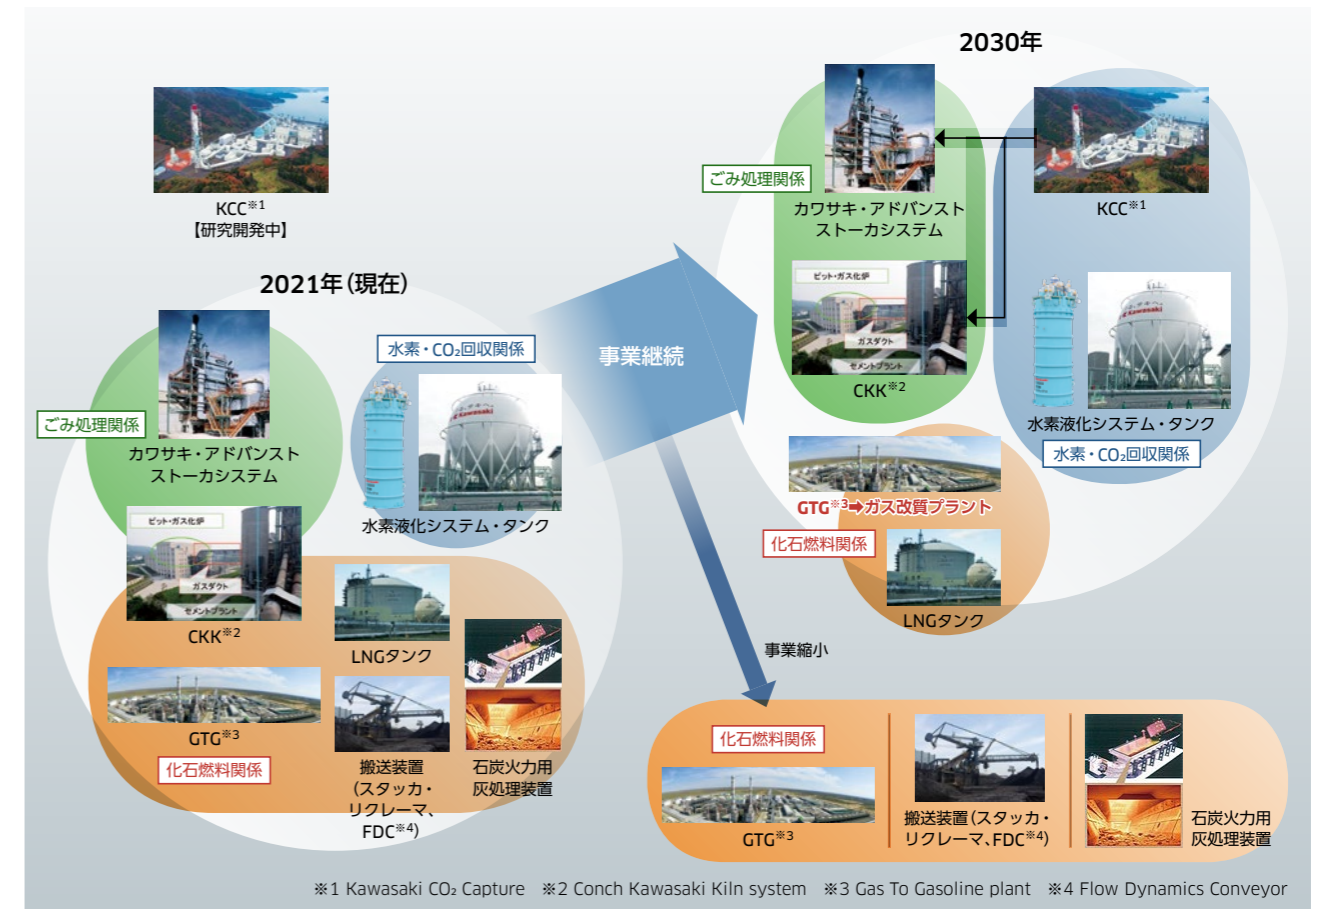 2030年
KCC※1
【研究開発中】
2021年(現在)
ごみ処理関係
カワサキ・アドバンスト
ストーカシステム
水素・CO₂回収関係
Kawasaki
水素液化システム・タンク
ピット・ガス化炉
ガスダクト
セメントプラント
CKK※2
LNGタンク
GTG※3
化石燃料関係
搬送装置
(スタッカ・
リクレーマ、
FDC※4)
石炭火力用
灰処理装置
事業継続
事業縮小
ごみ処理関係
カワサキ・アドバンスト
ストーカシステム
KCC※1
ピット・ガス化炉
ガスダクト
セメントプラント
CKK※2
Kawasaki
水素液化システム・タンク
水素・CO₂回収関係
GTG※3➡ガス改質プラント
化石燃料関係
LNGタンク
化石燃料関係
GTG※3
搬送装置(スタッカ・
リクレーマ、FDC※4)
石炭火力用
灰処理装置
※1 Kawasaki CO₂ Capture ※2 Conch Kawasaki Kiln system ※3 Gas To Gasoline plant ※4 Flow Dynamics Conveyor